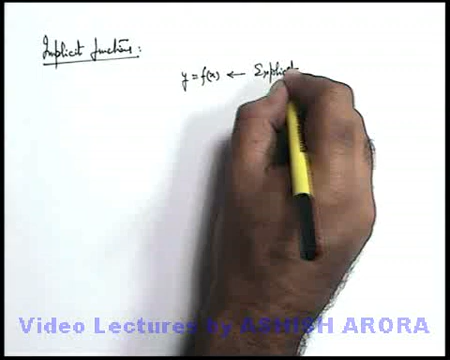 Implicit functions :
y = f(x) ← Explicit
Video Lectures by ASHISH ARORA